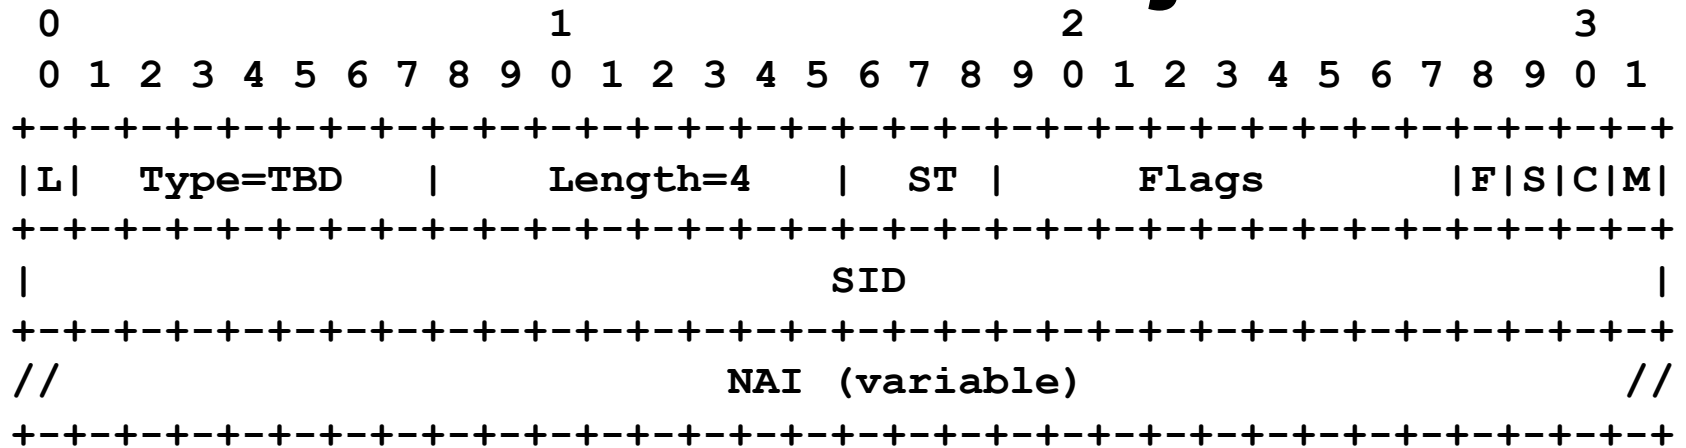 0                   1                   2                   3
 0 1 2 3 4 5 6 7 8 9 0 1 2 3 4 5 6 7 8 9 0 1 2 3 4 5 6 7 8 9 0 1
+-+-+-+-+-+-+-+-+-+-+-+-+-+-+-+-+-+-+-+-+-+-+-+-+-+-+-+-+-+-+-+-+
|L|  Type=TBD   |    Length=4   | ST  |     Flags       |F|S|C|M|
+-+-+-+-+-+-+-+-+-+-+-+-+-+-+-+-+-+-+-+-+-+-+-+-+-+-+-+-+-+-+-+-+
|                               SID                             |
+-+-+-+-+-+-+-+-+-+-+-+-+-+-+-+-+-+-+-+-+-+-+-+-+-+-+-+-+-+-+-+-+
//                          NAI (variable)                     //
+-+-+-+-+-+-+-+-+-+-+-+-+-+-+-+-+-+-+-+-+-+-+-+-+-+-+-+-+-+-+-+-+